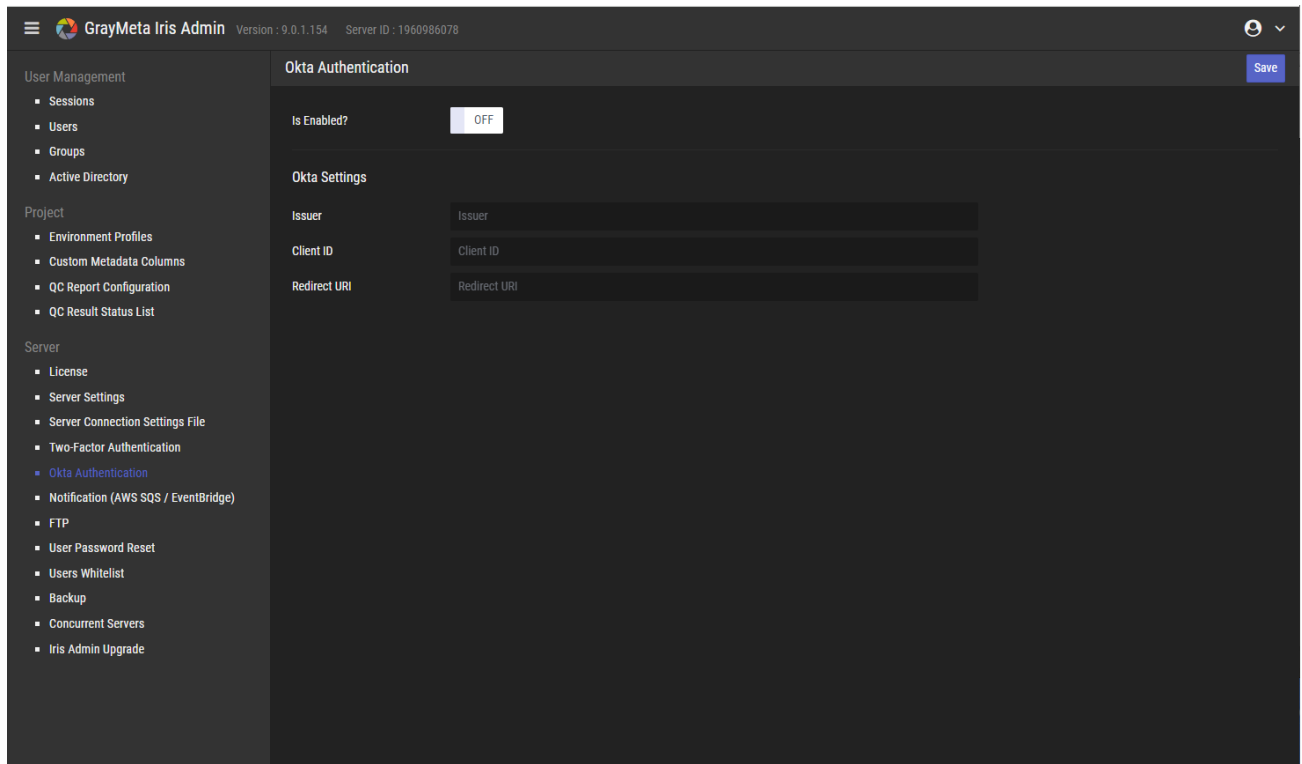 GrayMeta Iris Admin Version : 9.0.1.154 Server ID : 1960986078
User Management
Sessions
Users
Groups
Active Directory
Project
Environment Profiles
Custom Metadata Columns
QC Report Configuration
QC Result Status List
Server
License
Server Settings
Server Connection Settings File
Two-Factor Authentication
Okta Authentication
Notification (AWS SQS / EventBridge)
FTP
User Password Reset
Users Whitelist
Backup
Concurrent Servers
Iris Admin Upgrade
Okta Authentication Save
Is Enabled? OFF
Okta Settings
Issuer Issuer
Client ID Client ID
Redirect URI Redirect URI